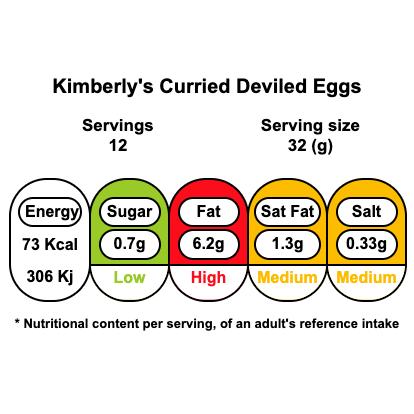 Kimberly's Curried Deviled Eggs
Servings
12
Serving size
32 (g)
Energy Sugar Fat Sat Fat Salt
73 Kcal 0.7g 6.2g 1.3g 0.33g
306 Kj Low High Medium Medium
* Nutritional content per serving, of an adult's reference intake